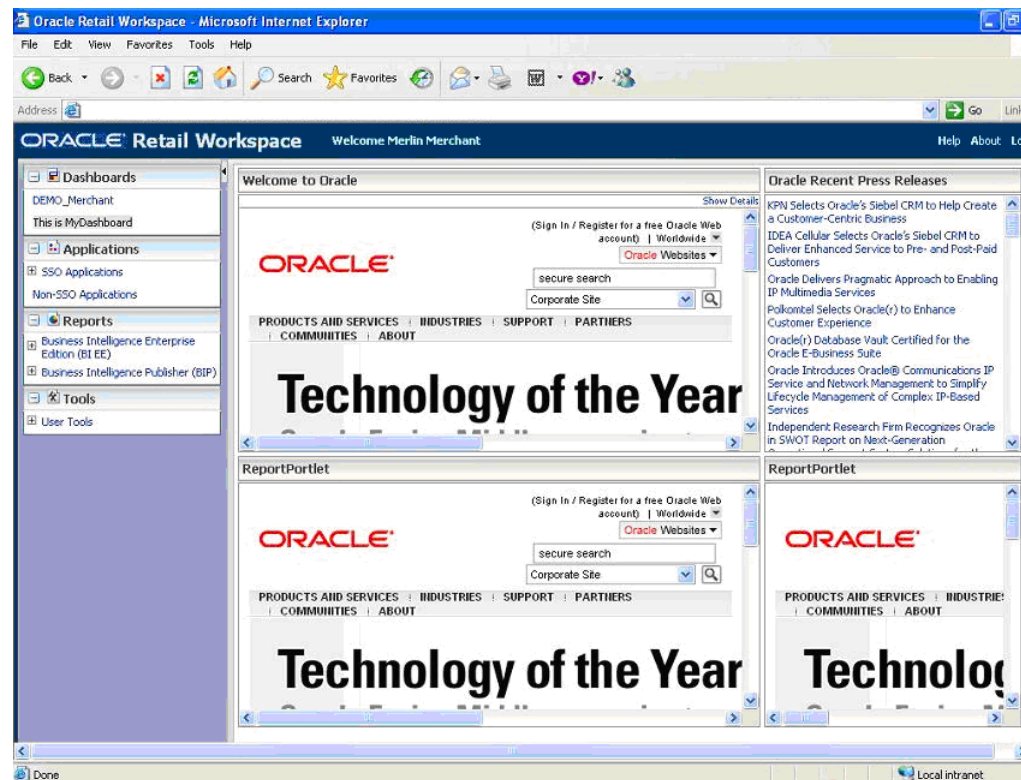 Oracle Retail Workspace - Microsoft Internet Explorer
File Edit View Favorites Tools Help
Back Search Favorites
Address Go
ORACLE Retail Workspace Welcome Merlin Merchant Help About
Dashboards
DEMO_Merchant
This is MyDashboard
Applications
SSO Applications
Non-SSO Applications
Reports
Business Intelligence Enterprise
Edition (BI EE)
Business Intelligence Publisher (BIP)
Tools
User Tools
Welcome to Oracle
Show Details
(Sign In / Register for a free Oracle Web
account) | Worldwide
ORACLE
Oracle Websites
secure search
Corporate Site
PRODUCTS AND SERVICES INDUSTRIES SUPPORT PARTNERS
COMMUNITIES ABOUT
Technology of the Year
Oracle Recent Press Releases
KPN Selects Oracle's Siebel CRM to Help Create
a Customer-Centric Business
IDEA Cellular Selects Oracle's Siebel CRM to
Deliver Enhanced Service to Pre- and Post-Paid
Customers
Oracle Delivers Pragmatic Approach to Enabling
IP Multimedia Services
Polkomtel Selects Oracle(r) to Enhance
Customer Experience
Oracle(r) Database Vault Certified for the
Oracle E-Business Suite
Oracle Introduces Oracle® Communications IP
Service and Network Management to Simplify
Lifecycle Management of Complex IP-Based
Services
Independent Research Firm Recognizes Oracle
in SWOT Report on Next-Generation
ReportPortlet
(Sign In / Register for a free Oracle Web
account) | Worldwide
ORACLE
Oracle Websites
secure search
Corporate Site
PRODUCTS AND SERVICES INDUSTRIES SUPPORT PARTNERS
COMMUNITIES ABOUT
Technology of the Year
ReportPortlet
ORACLE
PRODUCTS AND SERVICES
COMMUNITIES ABOUT
Done Local intranet